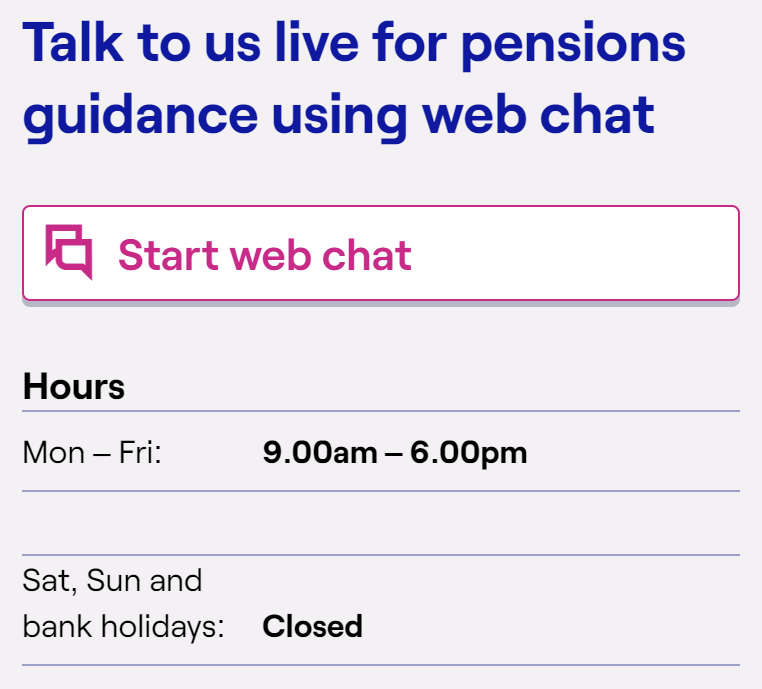 Talk to us live for pensions
guidance using web chat
Start web chat
Hours
Mon – Fri: 9.00am – 6.00pm
Sat, Sun and
bank holidays: Closed